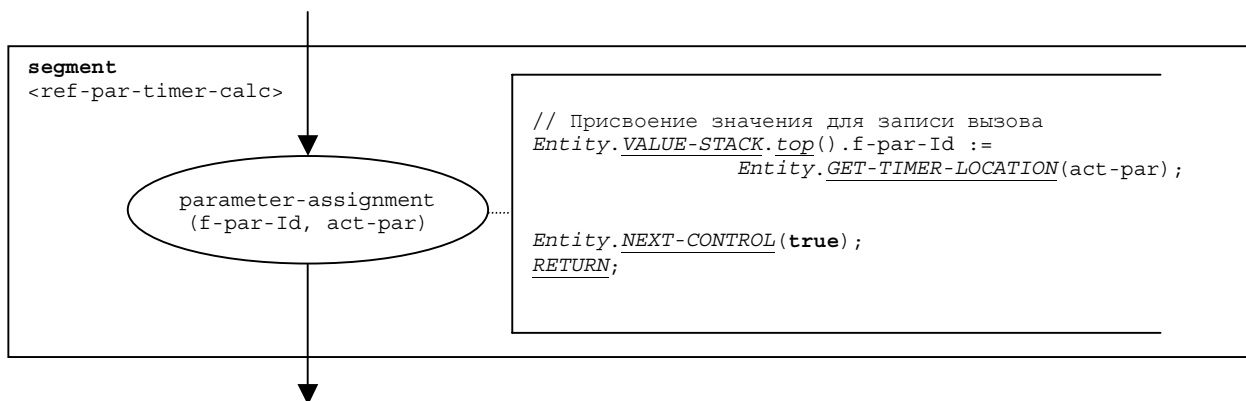 segment
<ref-par-timer-calc>
parameter-assignment
(f-par-Id, act-par)
// Присвоение значения для записи вызова
Entity.VALUE-STACK.top().f-par-Id :=
Entity.GET-TIMER-LOCATION(act-par);
Entity.NEXT-CONTROL(true);
RETURN;